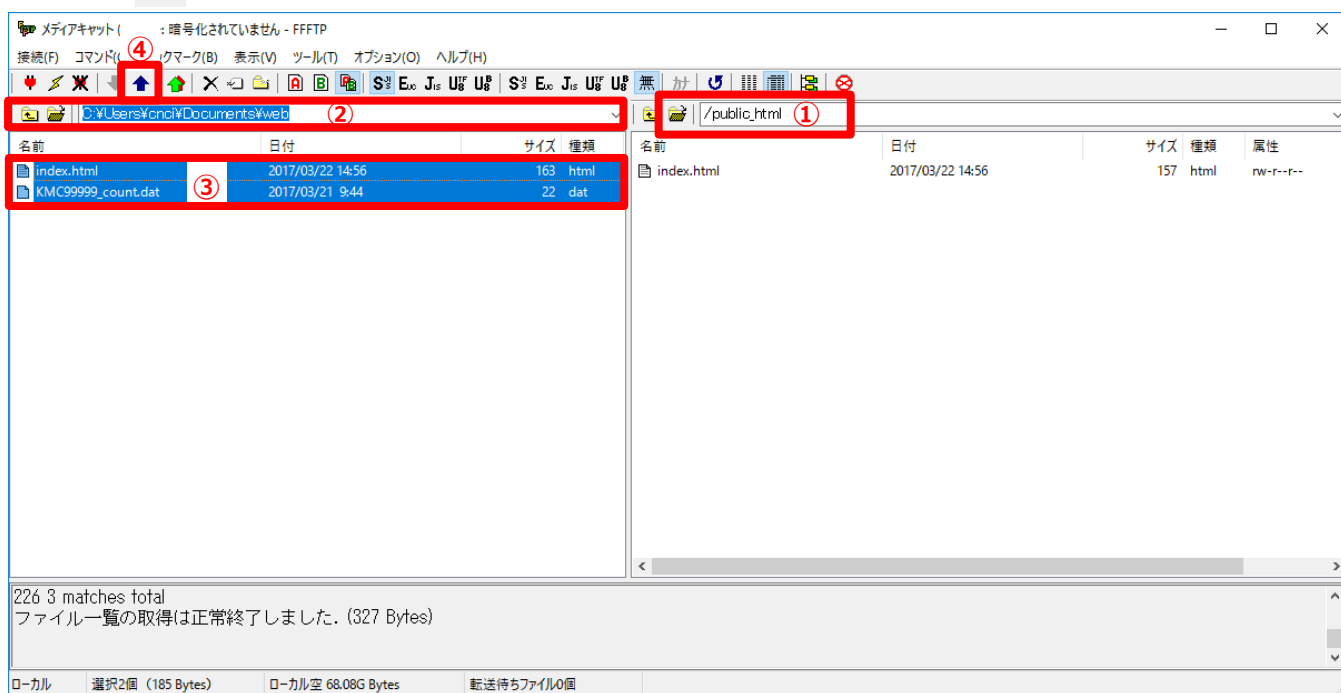 メディアキャット ( : 暗号化されていません - FFFTP
接続(F) コマンド( ④ クマーク(B) 表示(V) ツール(T) オプション(O) ヘルプ(H)
A B S Euc Jis S Euc Jis 無 カナ
C:¥Users¥cnci¥Documents¥web ② /public_html ①
名前 日付 サイズ 種類 名前 日付 サイズ 種類 属性
index.html 2017/03/22 14:56 163 html index.html 2017/03/22 14:56 157 html rw-r--r--
KMC99999_count.dat ③ 2017/03/21 9:44 22 dat
226 3 matches total
ファイル一覧の取得は正常終了しました. (327 Bytes)
ローカル 選択2個 (185 Bytes) ローカル空 68.08G Bytes 転送待ちファイル0個